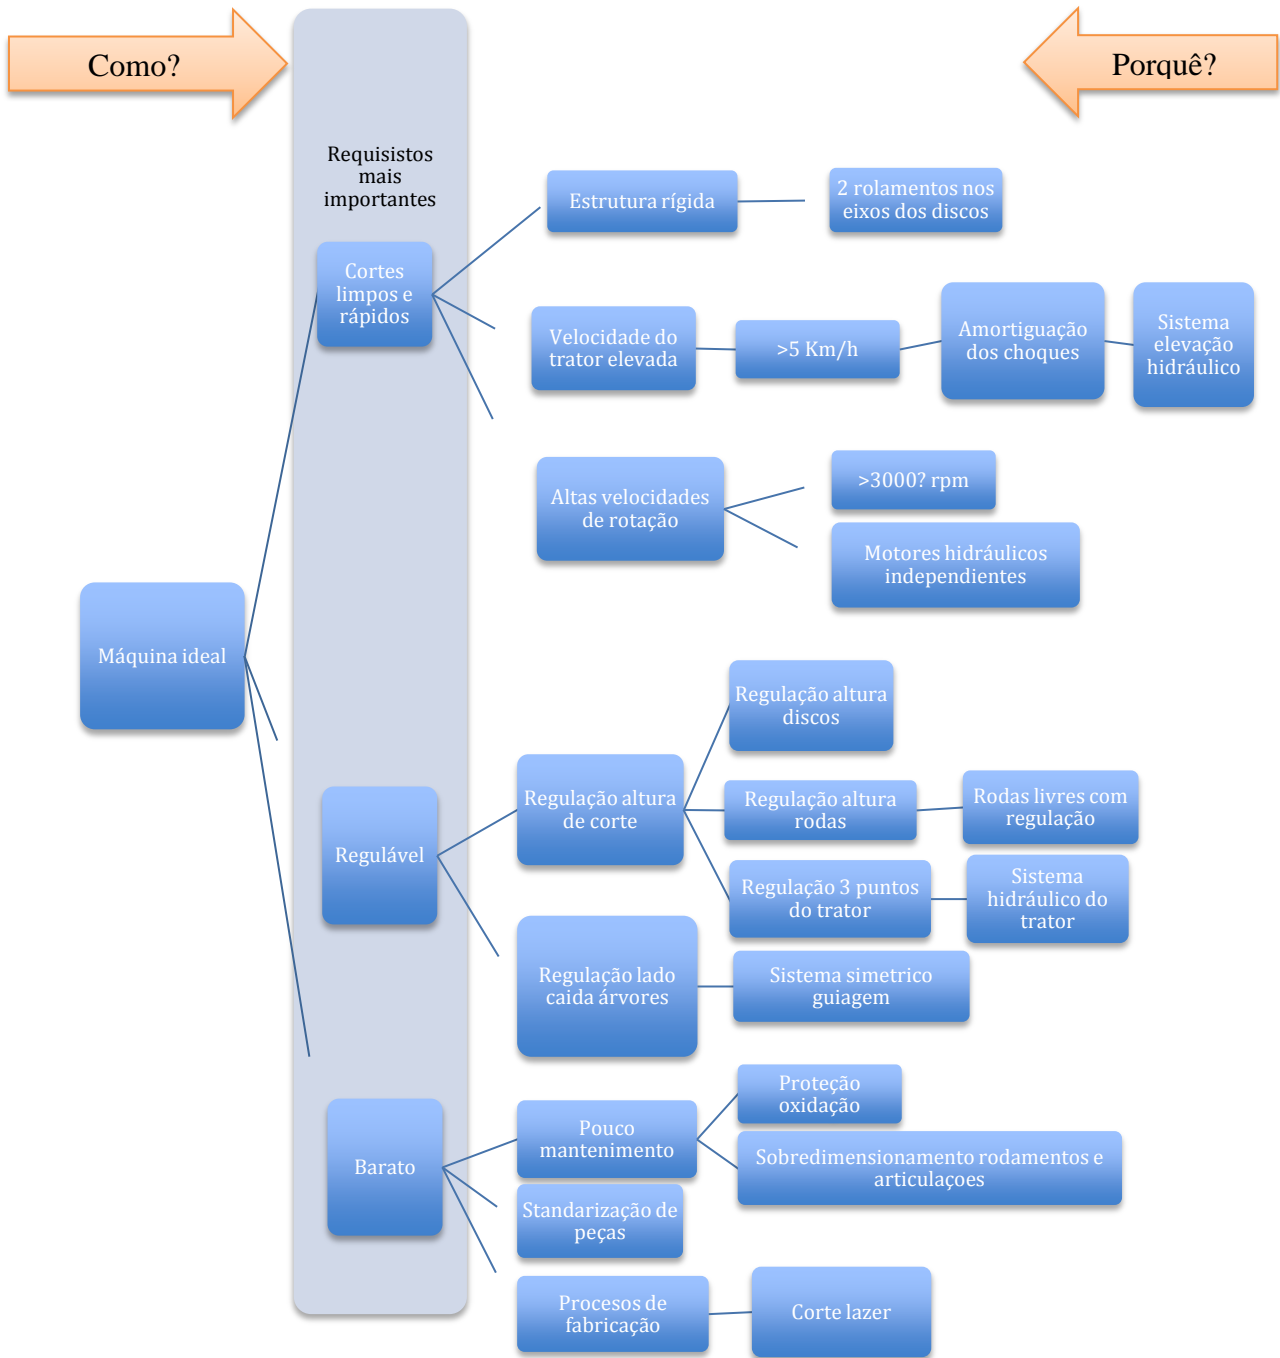 Como?
Porquê?
Requisistos
mais
importantes
Máquina ideal
Cortes
limpos e
rápidos
Estrutura rígida
2 rolamentos nos
eixos dos discos
Velocidade do
trator elevada
>5 Km/h
Amortiguação
dos choques
Sistema
elevação
hidráulico
Altas velocidades
de rotação
>3000? rpm
Motores hidráulicos
independientes
Regulável
Regulação altura
de corte
Regulação altura
discos
Regulação altura
rodas
Rodas livres com
regulação
Regulação 3 puntos
do trator
Sistema
hidráulico do
trator
Regulação lado
caida árvores
Sistema simetrico
guiagem
Barato
Pouco
mantenimento
Proteção
oxidação
Sobredimensionamento rodamentos e
articulaçoes
Standarização de
peças
Procesos de
fabricação
Corte lazer